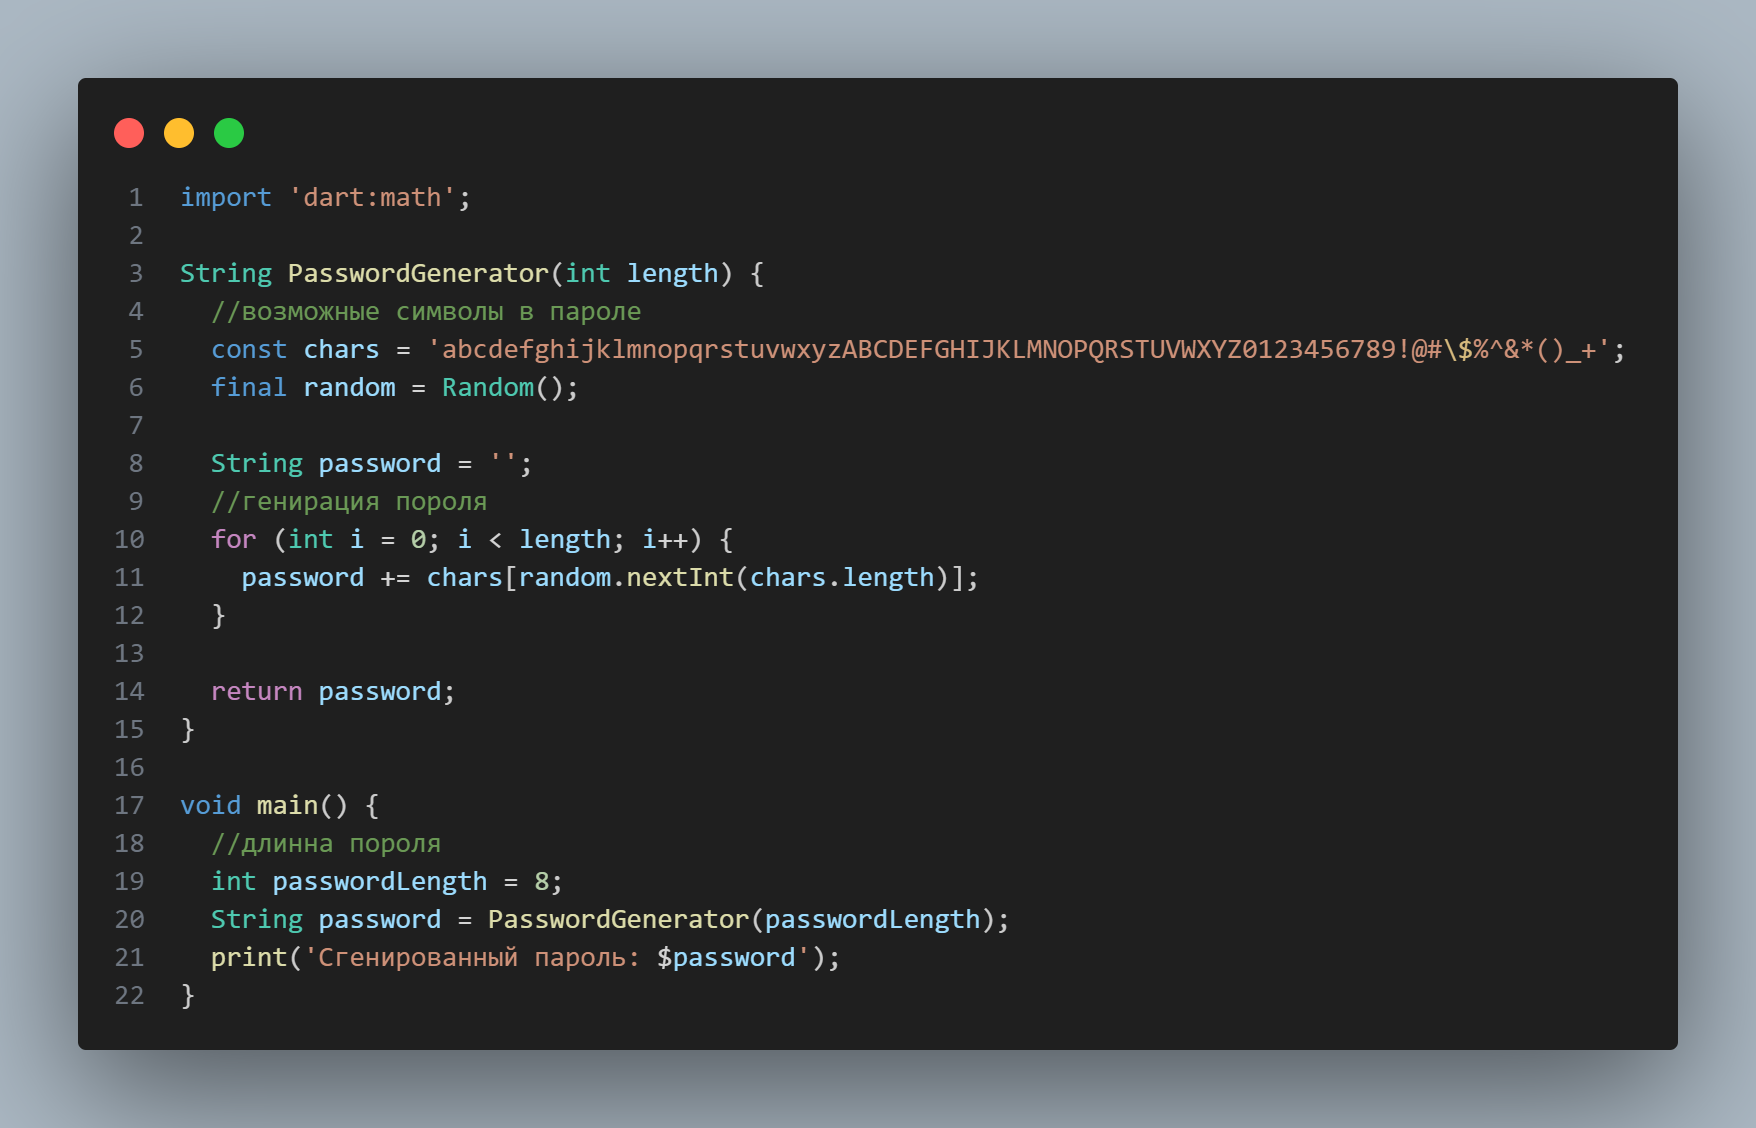 1 import 'dart:math';
2
3 String PasswordGenerator(int length) {
4   //возможные символы в пароле
5   const chars = 'abcdefghijklmnopqrstuvwxyzABCDEFGHIJKLMNOPQRSTUVWXYZ0123456789!@#\$%^&*()_+';
6   final random = Random();
7
8   String password = '';
9   //генирация пороля
10   for (int i = 0; i < length; i++) {
11     password += chars[random.nextInt(chars.length)];
12   }
13
14   return password;
15 }
16
17 void main() {
18   //длинна пороля
19   int passwordLength = 8;
20   String password = PasswordGenerator(passwordLength);
21   print('Сгенированный пароль: $password');
22 }